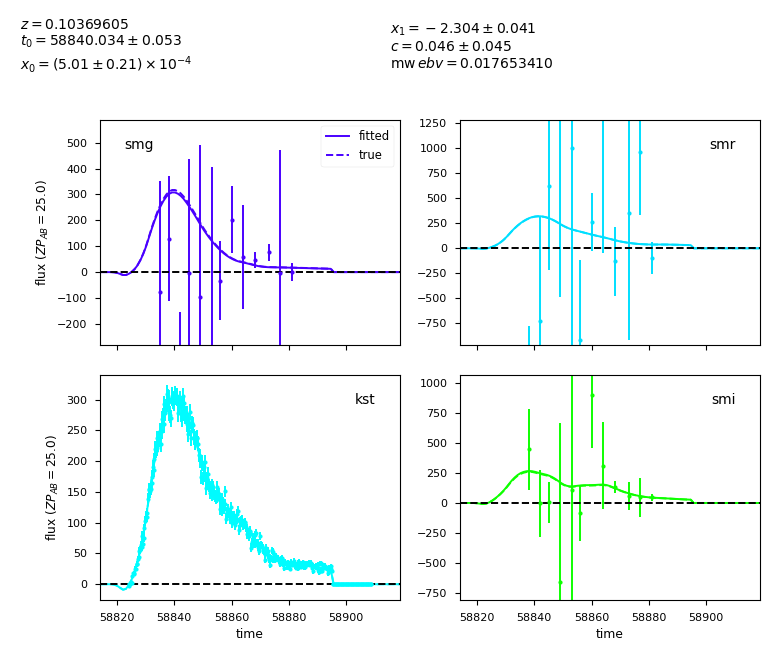 z = 0.10369605
t₀ = 58840.034 ± 0.053
x₀ = (5.01 ± 0.21) × 10⁻⁴
x₁ = −2.304 ± 0.041
c = 0.046 ± 0.045
mw ebv = 0.017653410
smg
fitted
true
500
400
300
200
100
0
−100
−200
flux (ZP_AB = 25.0)
smr
1250
1000
750
500
250
0
−250
−500
−750
kst
300
250
200
150
100
50
0
flux (ZP_AB = 25.0)
58820 58840 58860 58880 58900
time
smi
1000
750
500
250
0
−250
−500
−750
58820 58840 58860 58880 58900
time